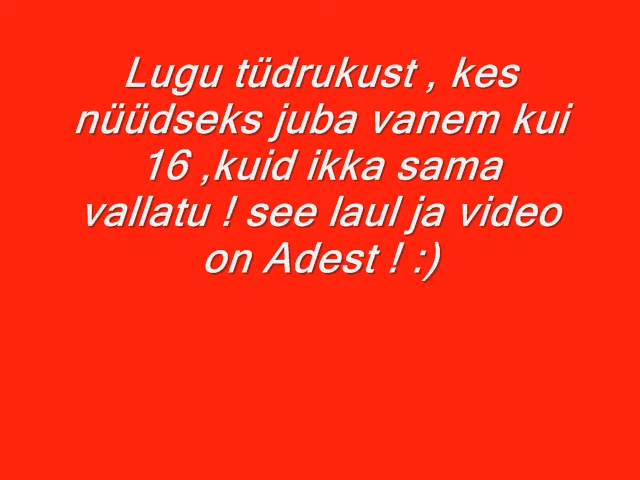 Lugu tüdrukust , kes
nüüdseks juba vanem kui
16 ,kuid ikka sama
vallatu ! see laul ja video
on Adest ! :)